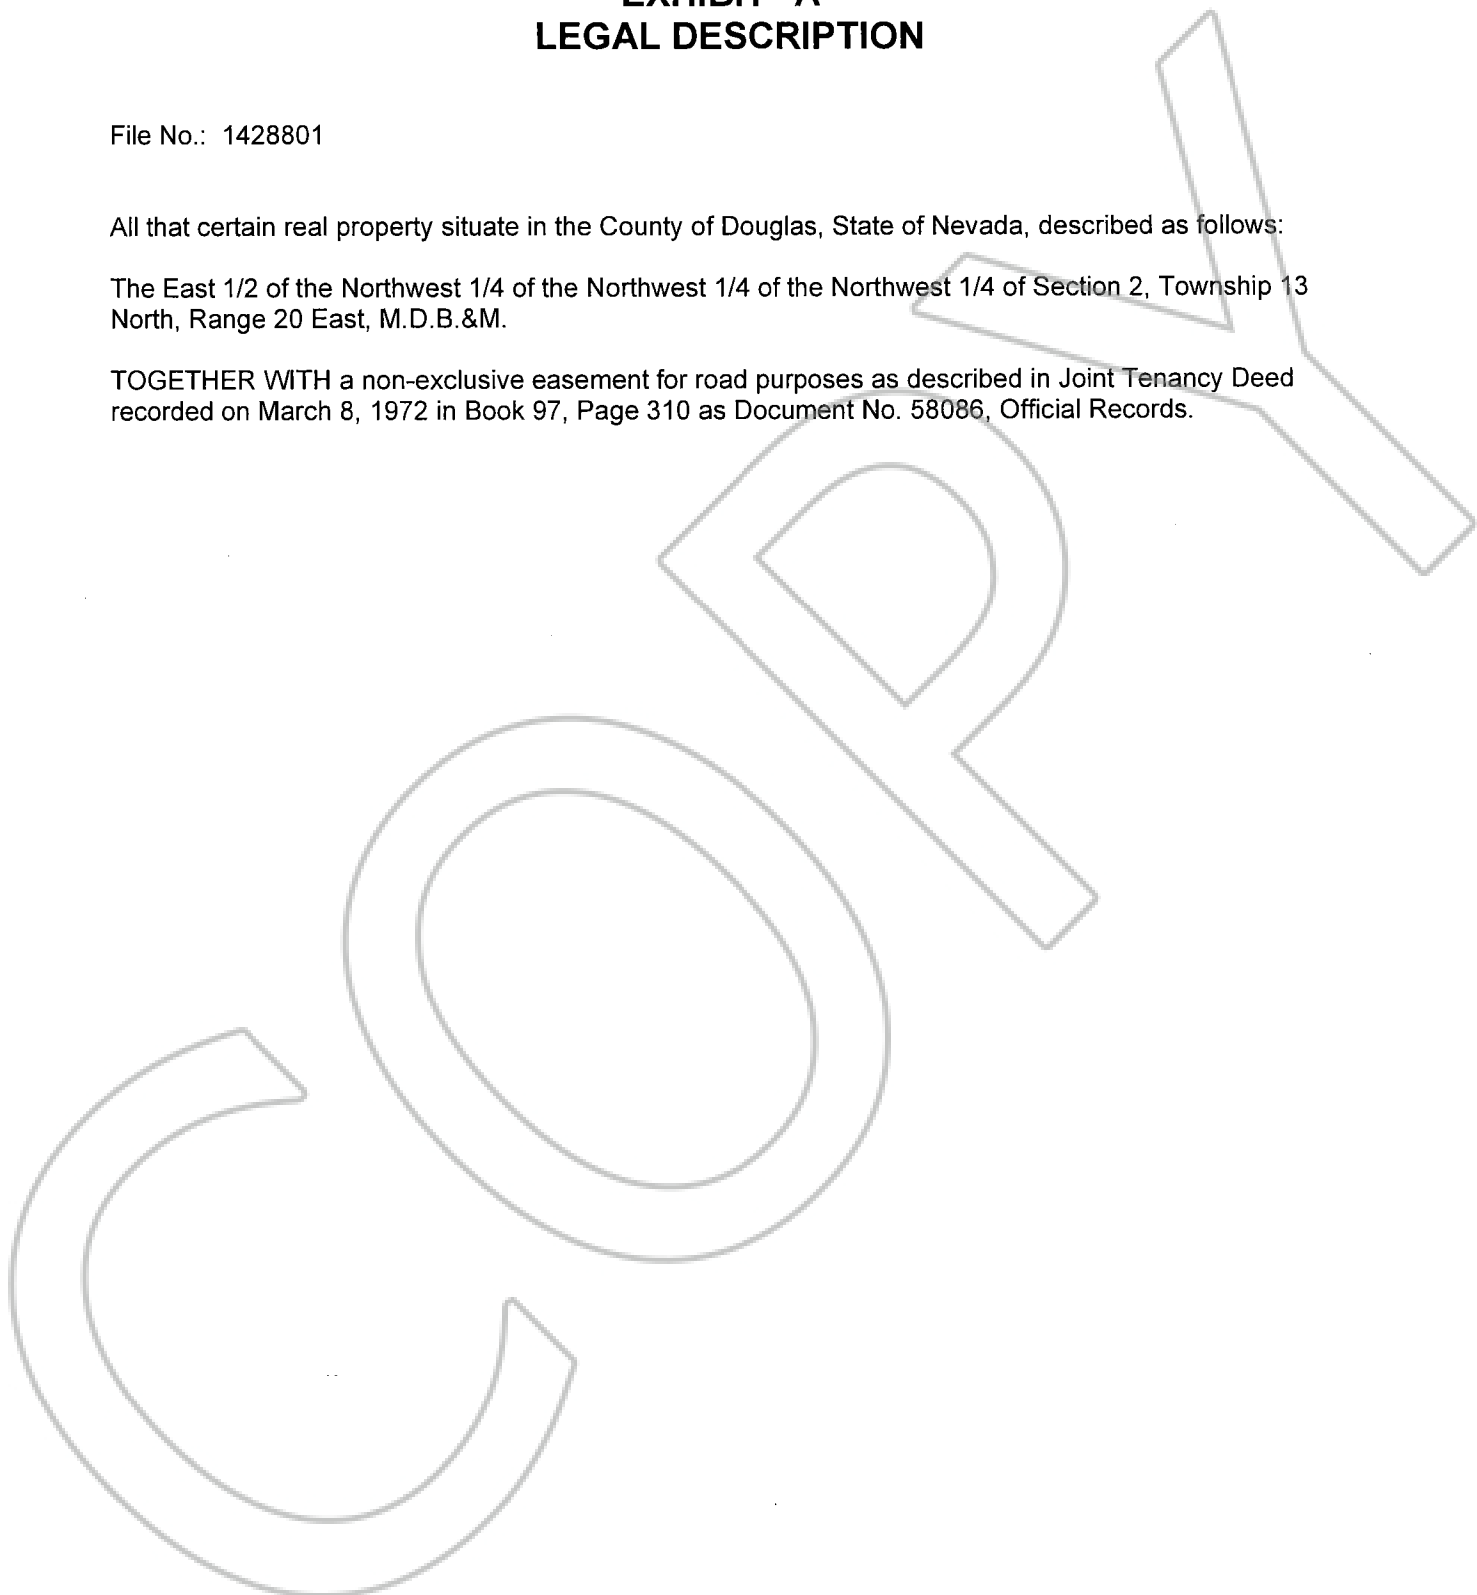 EXHIBIT "A"
LEGAL DESCRIPTION
File No.: 1428801
All that certain real property situate in the County of Douglas, State of Nevada, described as follows:
The East 1/2 of the Northwest 1/4 of the Northwest 1/4 of the Northwest 1/4 of Section 2, Township 13
North, Range 20 East, M.D.B.&M.
TOGETHER WITH a non-exclusive easement for road purposes as described in Joint Tenancy Deed
recorded on March 8, 1972 in Book 97, Page 310 as Document No. 58086, Official Records.
COPY